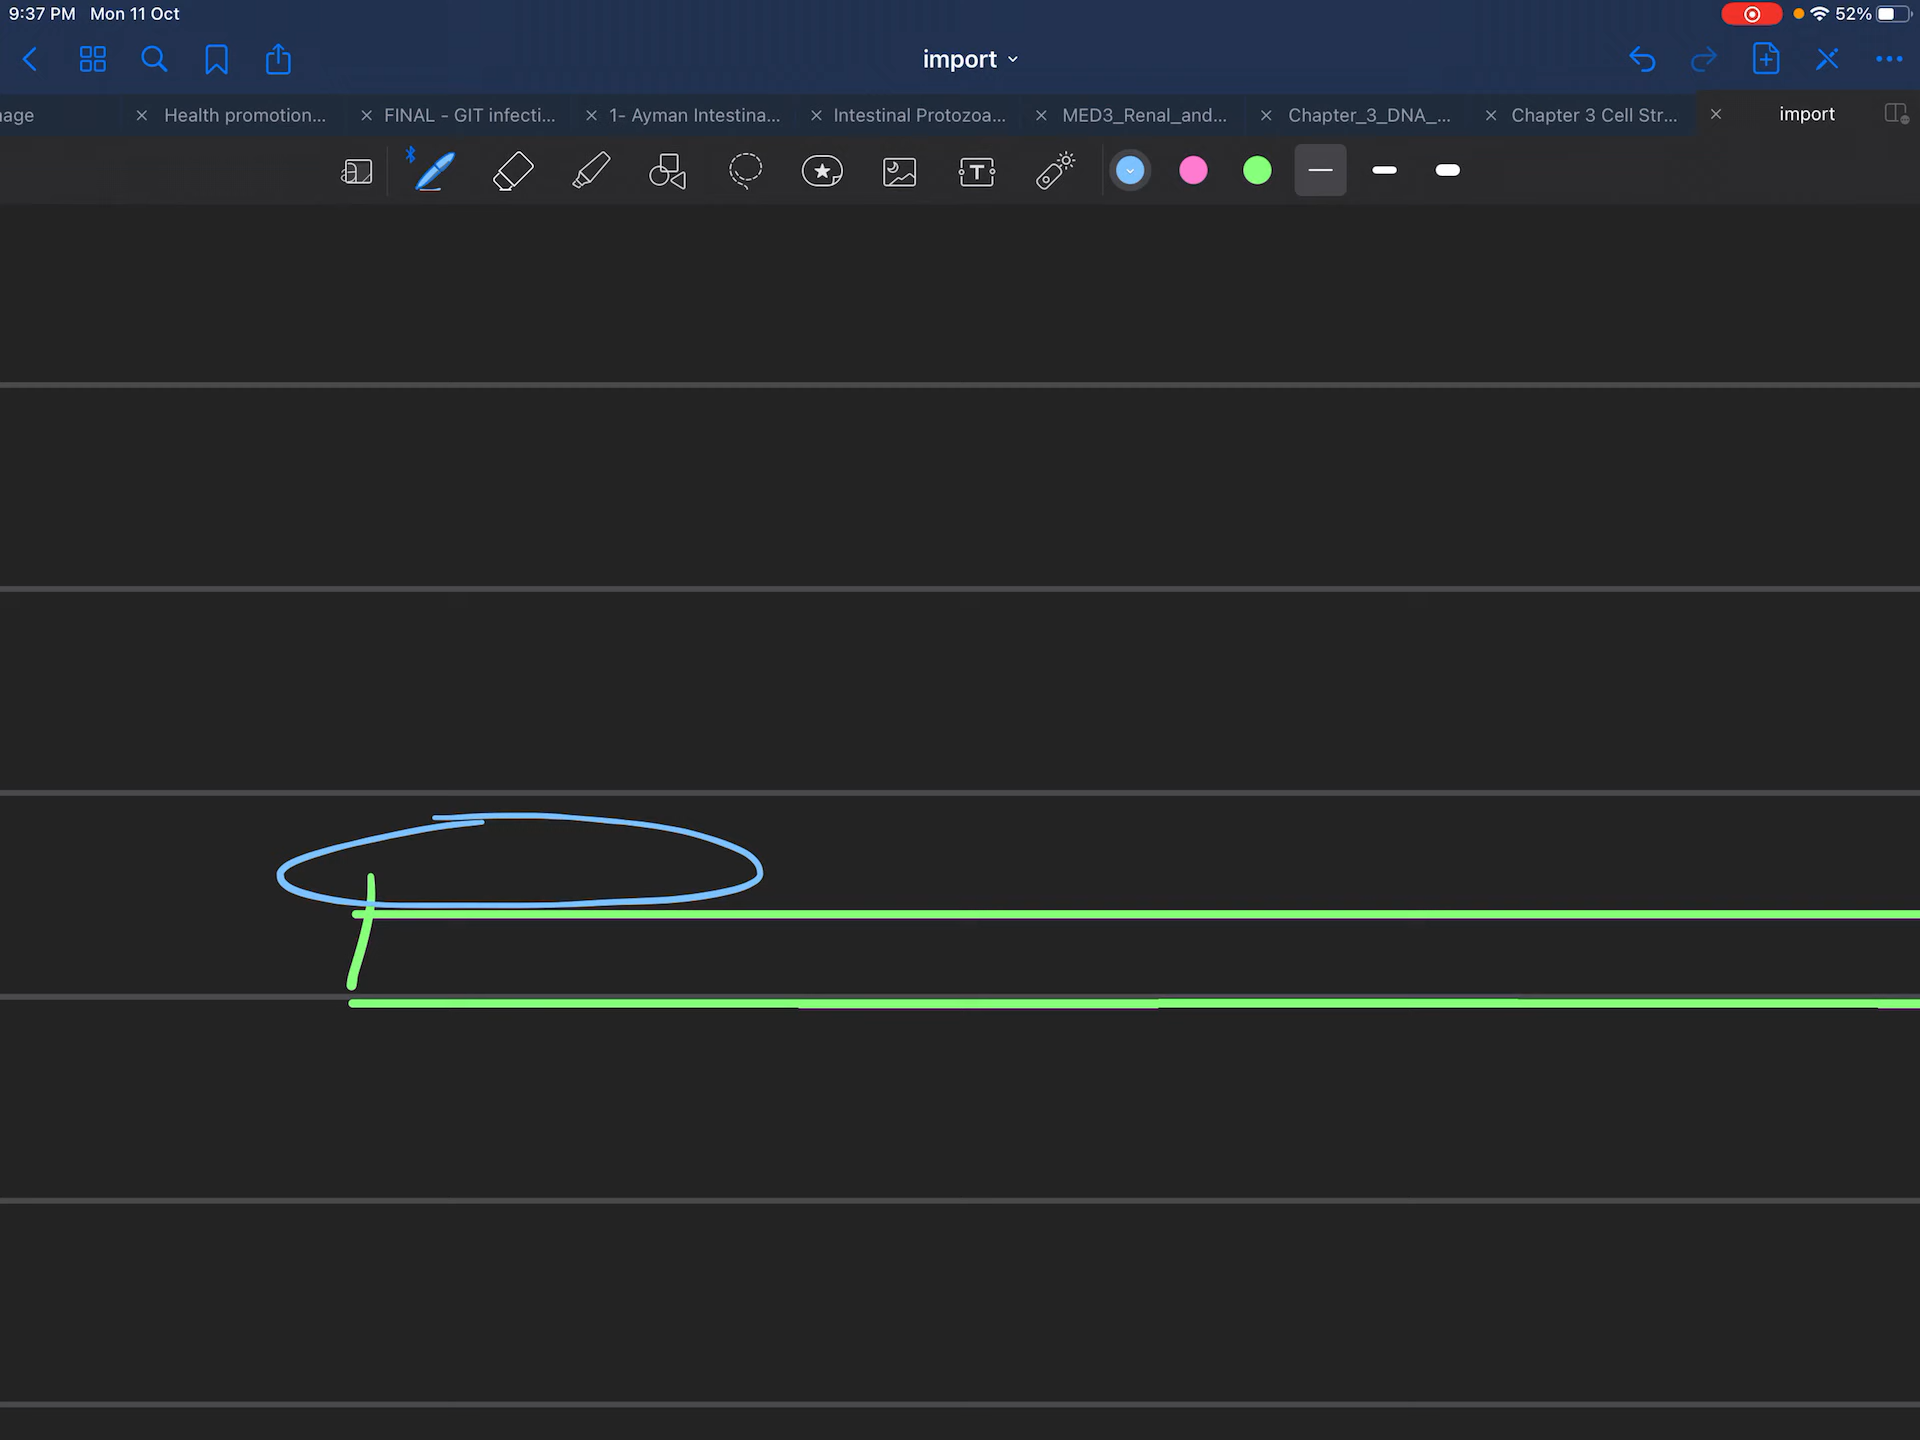 9:37 PM Mon 11 Oct 52%
import
nage Health promotion... FINAL - GIT infecti... 1- Ayman Intestina... Intestinal Protozoa... MED3_Renal_and... Chapter_3_DNA_... Chapter 3 Cell Str... import
T